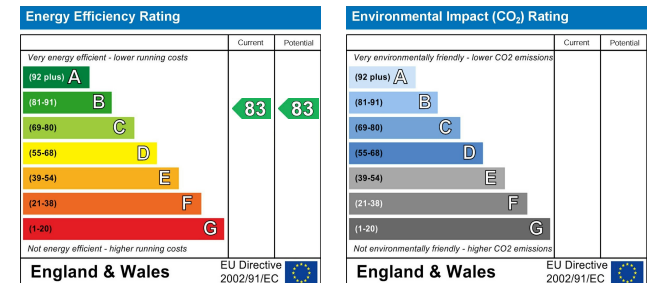 Energy Efficiency Rating
Current Potential
Very energy efficient - lower running costs
(92 plus) A
(81-91) B
83 83
(69-80) C
(55-68) D
(39-54) E
(21-38) F
(1-20) G
Not energy efficient - higher running costs
England & Wales
EU Directive
2002/91/EC
Environmental Impact (CO₂) Rating
Current Potential
Very environmentally friendly - lower CO2 emissions
(92 plus) A
(81-91) B
(69-80) C
(55-68) D
(39-54) E
(21-38) F
(1-20) G
Not environmentally friendly - higher CO2 emissions
England & Wales
EU Directive
2002/91/EC